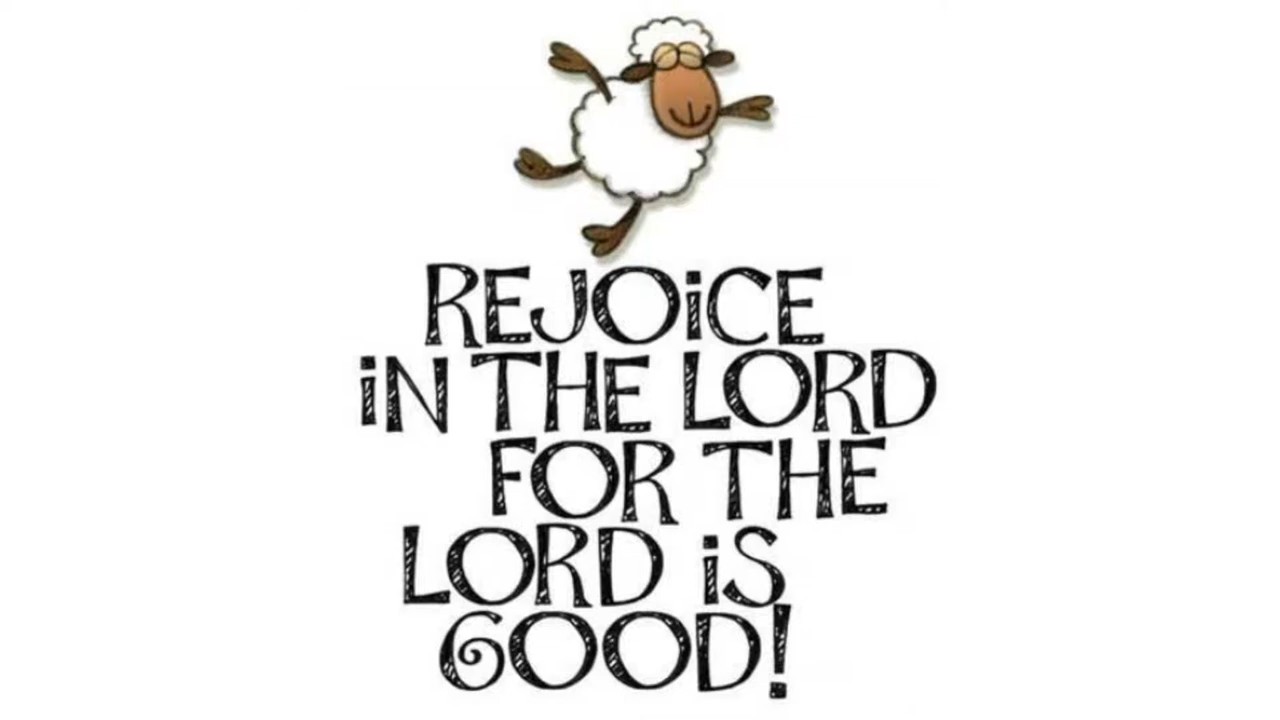 REJOiCE
iN THE LORD
FOR THE
LORD iS
GOOD!